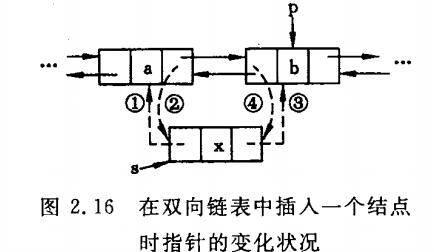 p
… a b …
① ② ④ ③
x
s
图 2.16 在双向链表中插入一个结点
时指针的变化状况